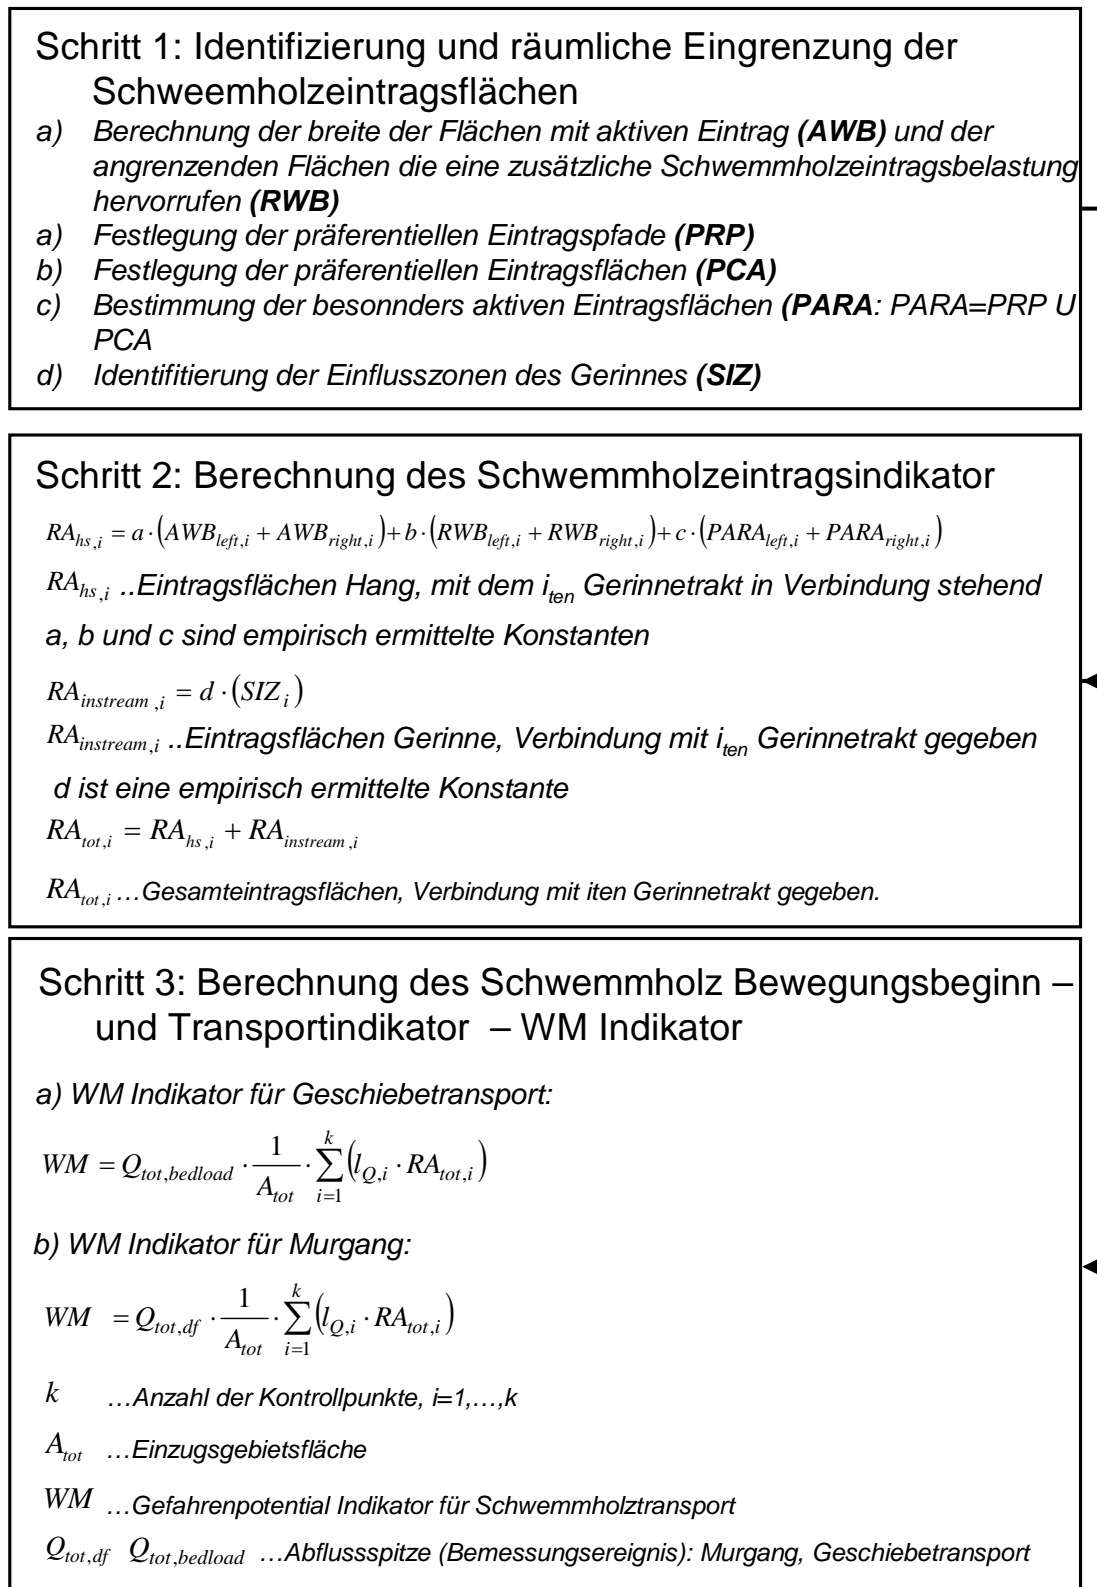 Schritt 1: Identifizierung und räumliche Eingrenzung der
Schweemholzeintragsflächen
a) Berechnung der breite der Flächen mit aktiven Eintrag (AWB) und der
angrenzenden Flächen die eine zusätzliche Schwemmholzeintragsbelastung
hervorrufen (RWB)
a) Festlegung der präferentiellen Eintragspfade (PRP)
b) Festlegung der präferentiellen Eintragsflächen (PCA)
c) Bestimmung der besonnders aktiven Eintragsflächen (PARA: PARA=PRP U
PCA
d) Identifitierung der Einflusszonen des Gerinnes (SIZ)
Schritt 2: Berechnung des Schwemmholzeintragsindikator
RA_{hs,i} = a · (AWB_{left,i} + AWB_{right,i}) + b · (RWB_{left,i} + RWB_{right,i}) + c · (PARA_{left,i} + PARA_{right,i})
RA_{hs,i} ..Eintragsflächen Hang, mit dem i_{ten} Gerinnetrakt in Verbindung stehend
a, b und c sind empirisch ermittelte Konstanten
RA_{instream,i} = d · (SIZ_i)
RA_{instream,i} ..Eintragsflächen Gerinne, Verbindung mit i_{ten} Gerinnetrakt gegeben
d ist eine empirisch ermittelte Konstante
RA_{tot,i} = RA_{hs,i} + RA_{instream,i}
RA_{tot,i} …Gesamteintragsflächen, Verbindung mit iten Gerinnetrakt gegeben.
Schritt 3: Berechnung des Schwemmholz Bewegungsbeginn –
und Transportindikator – WM Indikator
a) WM Indikator für Geschiebetransport:
WM = Q_{tot,bedload} · \frac{1}{A_{tot}} · \sum_{i=1}^{k} (l_{Q,i} · RA_{tot,i})
b) WM Indikator für Murgang:
WM = Q_{tot,df} · \frac{1}{A_{tot}} · \sum_{i=1}^{k} (l_{Q,i} · RA_{tot,i})
k …Anzahl der Kontrollpunkte, i=1,…,k
A_{tot} …Einzugsgebietsfläche
WM …Gefahrenpotential Indikator für Schwemmholztransport
Q_{tot,df} Q_{tot,bedload} …Abflussspitze (Bemessungsereignis): Murgang, Geschiebetransport